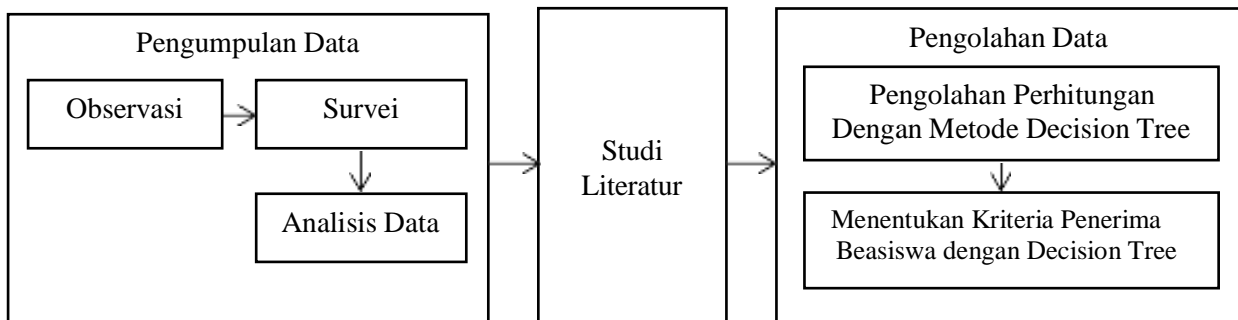 Pengumpulan Data
Observasi
Survei
Analisis Data
Studi
Literatur
Pengolahan Data
Pengolahan Perhitungan
Dengan Metode Decision Tree
Menentukan Kriteria Penerima
Beasiswa dengan Decision Tree